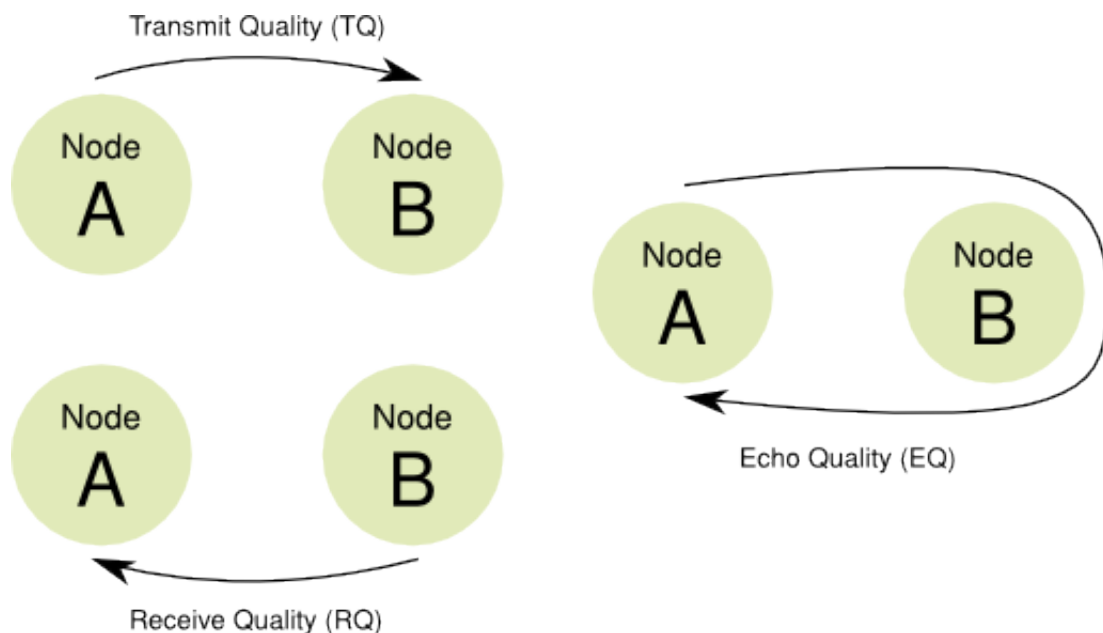 Transmit Quality (TQ)
Node
A
Node
B
Node
A
Node
B
Receive Quality (RQ)
Node
A
Node
B
Echo Quality (EQ)